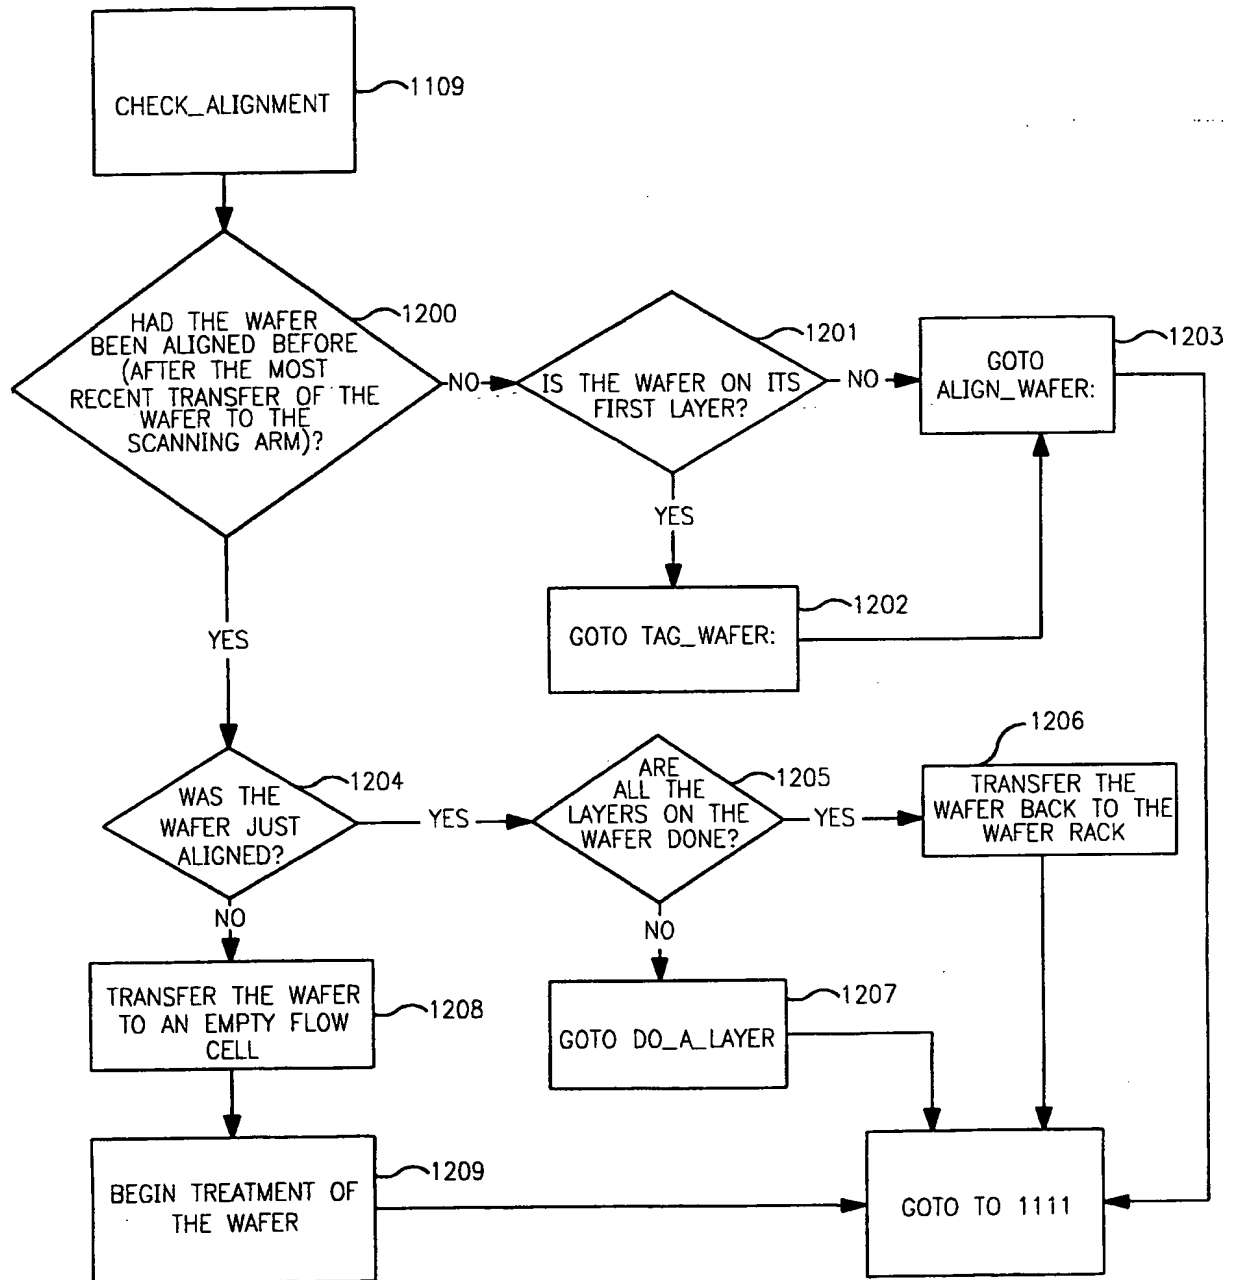 CHECK_ALIGNMENT
1109
HAD THE WAFER
BEEN ALIGNED BEFORE
(AFTER THE MOST
RECENT TRANSFER OF THE
WAFER TO THE
SCANNING ARM)?
1200
NO
IS THE WAFER ON ITS
FIRST LAYER?
1201
NO
GOTO
ALIGN_WAFER:
1203
YES
GOTO TAG_WAFER:
1202
YES
WAS THE
WAFER JUST
ALIGNED?
1204
YES
ARE
ALL THE
LAYERS ON THE
WAFER DONE?
1205
YES
TRANSFER THE
WAFER BACK TO THE
WAFER RACK
1206
NO
TRANSFER THE WAFER
TO AN EMPTY FLOW
CELL
1208
NO
GOTO DO_A_LAYER
1207
BEGIN TREATMENT OF
THE WAFER
1209
GOTO TO 1111